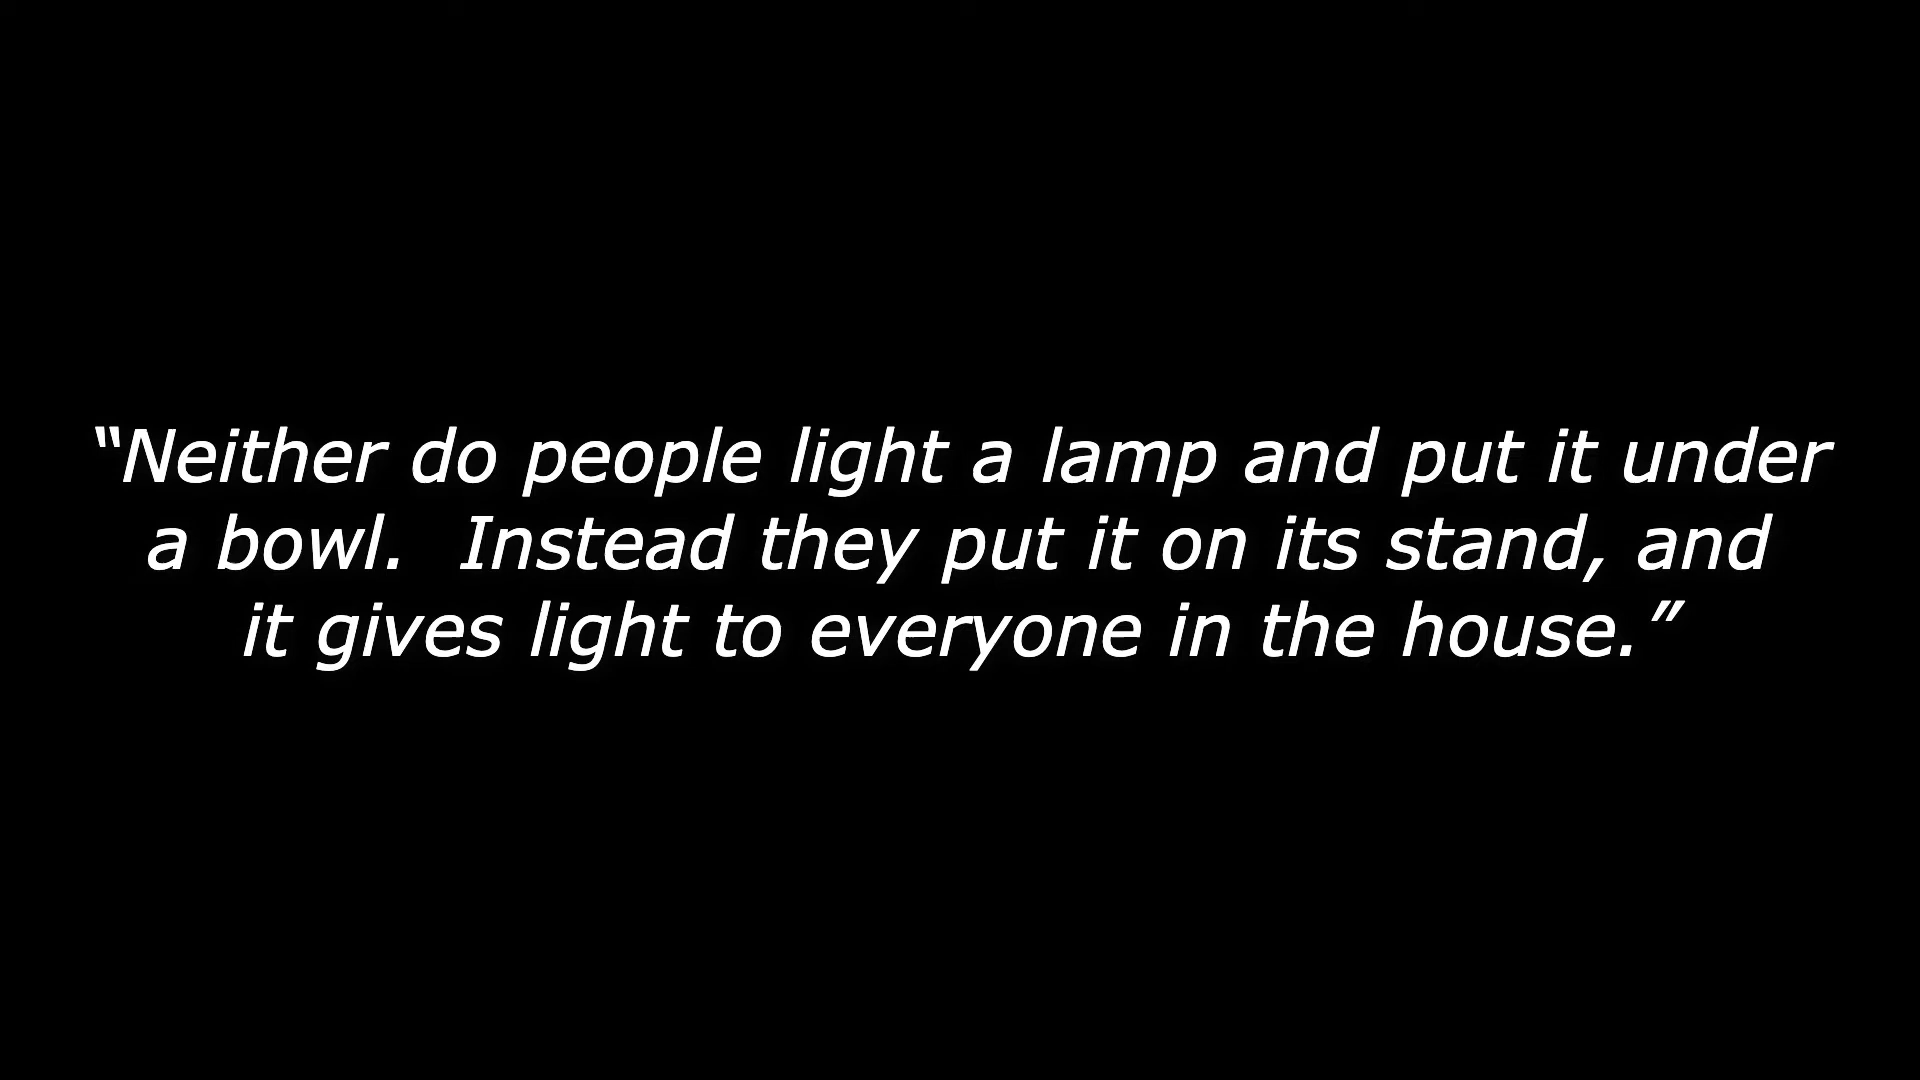 “Neither do people light a lamp and put it under
a bowl.  Instead they put it on its stand, and
it gives light to everyone in the house.”